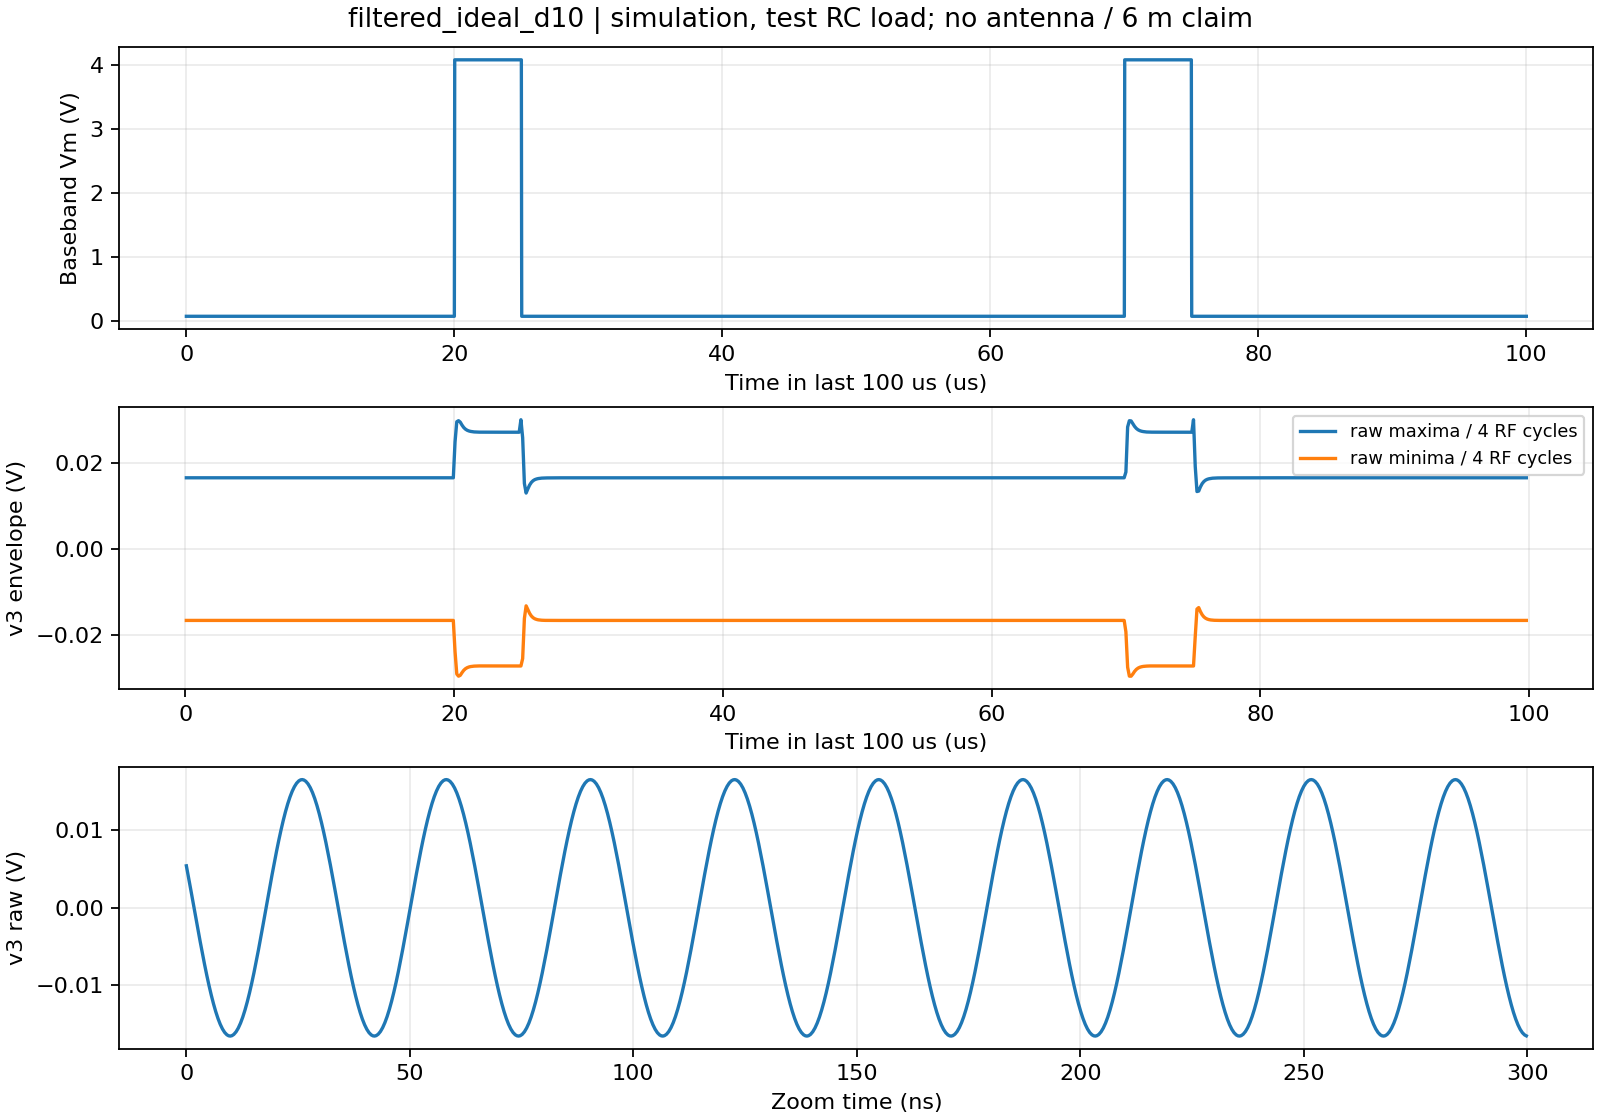 filtered_ideal_d10 | simulation, test RC load; no antenna / 6 m claim
Baseband Vm (V)
4
3
2
1
0
0 20 40 60 80 100
Time in last 100 us (us)
v3 envelope (V)
0.02
0.00
−0.02
raw maxima / 4 RF cycles
raw minima / 4 RF cycles
0 20 40 60 80 100
Time in last 100 us (us)
v3 raw (V)
0.01
0.00
−0.01
0 50 100 150 200 250 300
Zoom time (ns)